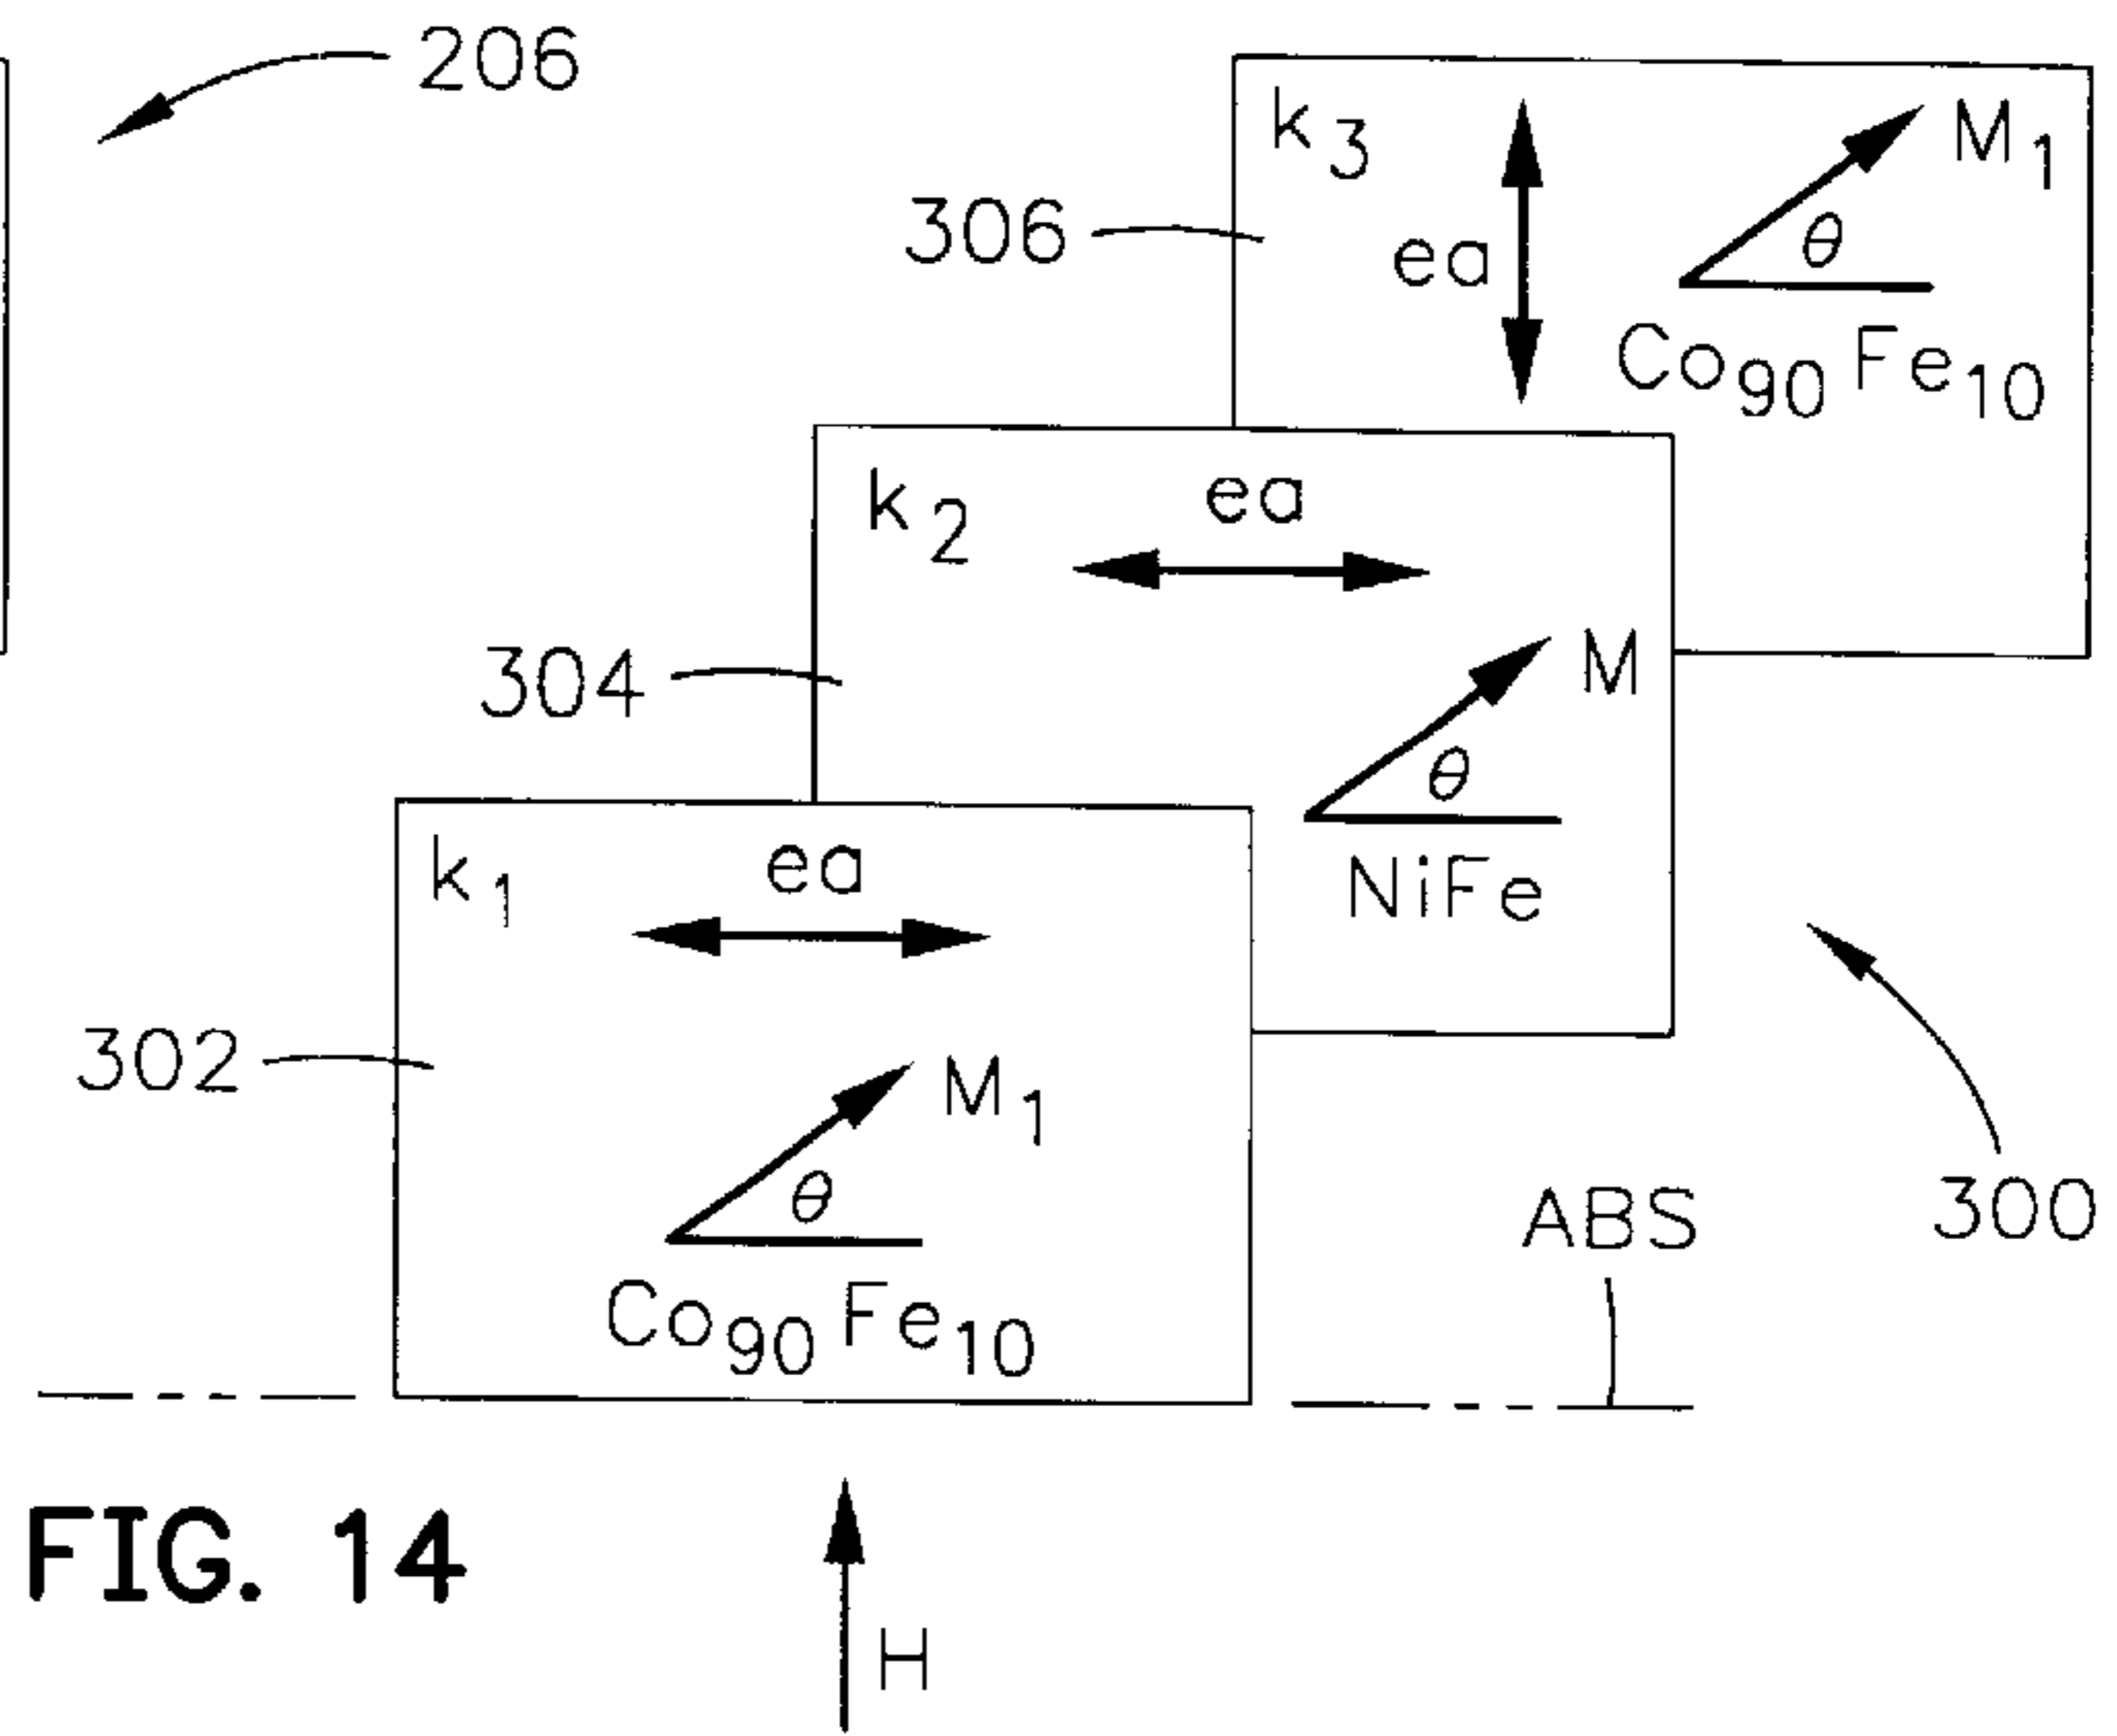 206
k3
M1
306
ea
θ
Co90Fe10
k2
ea
304
M
θ
NiFe
k1
ea
302
M1
θ
Co90Fe10
ABS
300
FIG. 14
H